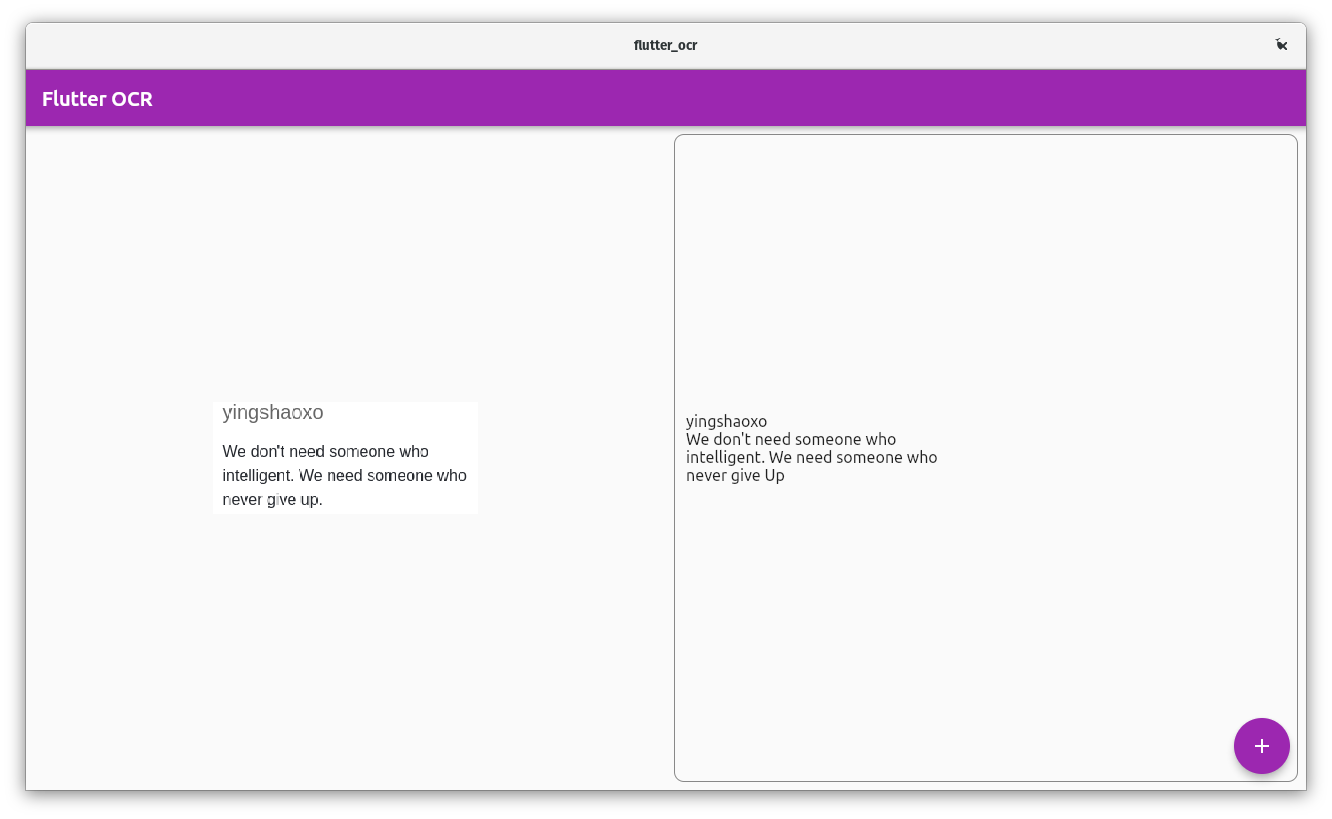 flutter_ocr
Flutter OCR
yingshaoxo
We don't need someone who
intelligent. We need someone who
never give up.
yingshaoxo
We don't need someone who
intelligent. We need someone who
never give Up